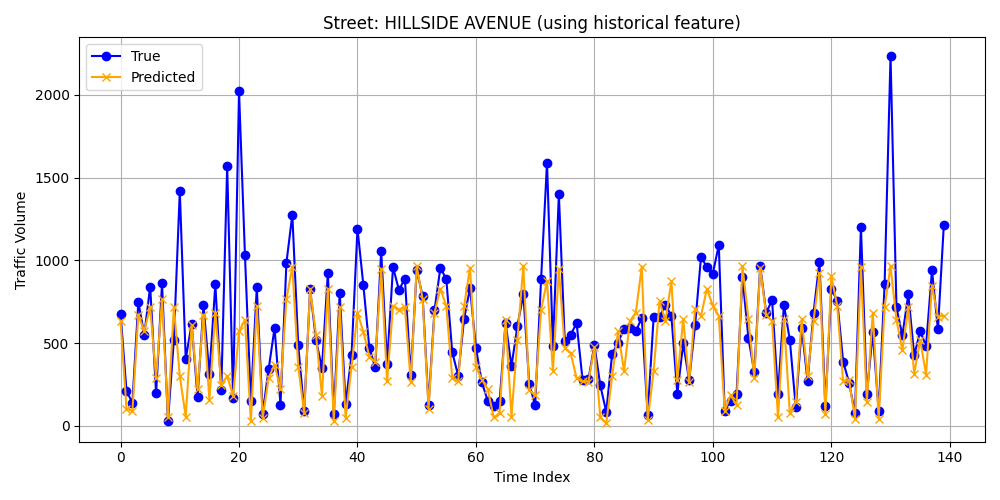 Street: HILLSIDE AVENUE (using historical feature)
True
Predicted
Traffic Volume
2000
1500
1000
500
0
0 20 40 60 80 100 120 140
Time Index